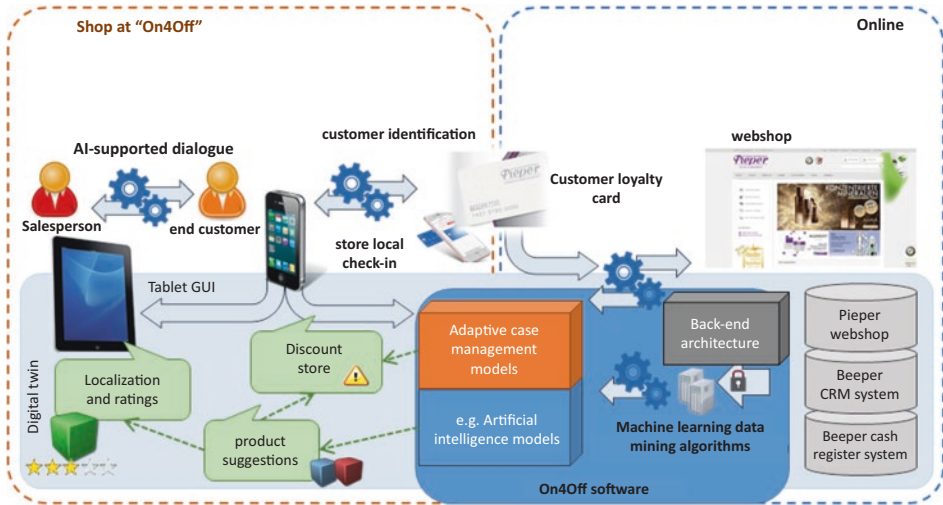 Shop at “On4Off”
Online
customer identification
webshop
AI-supported dialogue
Pieper
Pieper
Customer loyalty
card
KONZENTRIERTE
MINERALIEN
Salesperson
end customer
store local
check-in
Tablet GUI
Digital twin
Localization
and ratings
Discount
store
product
suggestions
Adaptive case
management
models
e.g. Artificial
intelligence models
Back-end
architecture
Machine learning data
mining algorithms
On4Off software
Pieper
webshop
Beeper
CRM system
Beeper cash
register system